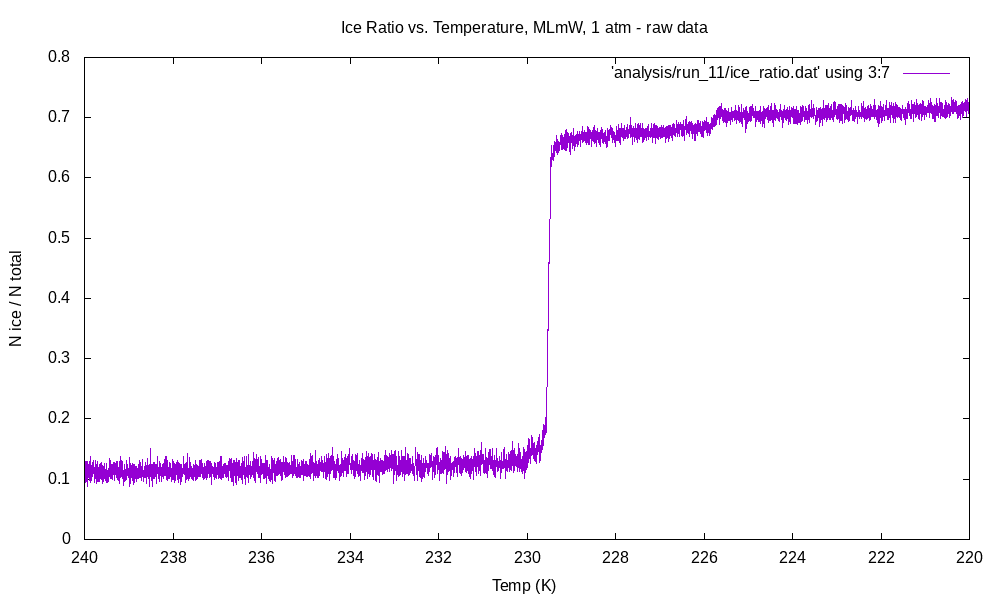 Ice Ratio vs. Temperature, MLmW, 1 atm - raw data
'analysis/run_11/ice_ratio.dat' using 3:7
0.8
0.7
0.6
0.5
0.4
0.3
0.2
0.1
0
N ice / N total
240 238 236 234 232 230 228 226 224 222 220
Temp (K)